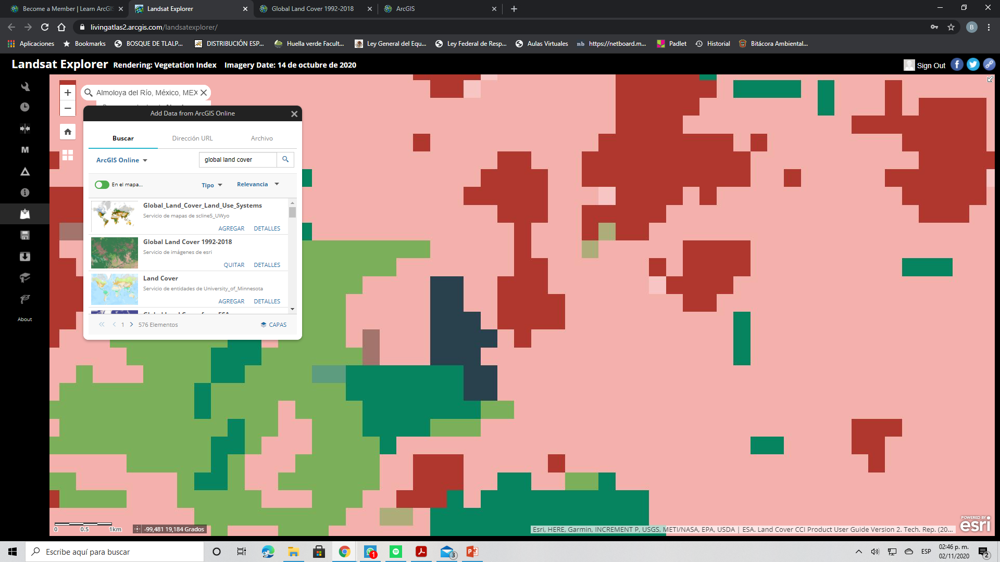 Become a Member | Learn ArcGIS
Landsat Explorer
Global Land Cover 1992-2018
ArcGIS
livingatlas2.arcgis.com/landsatexplorer/
B
Aplicaciones
Bookmarks
BOSQUE DE TLALP...
DISTRIBUCIÓN ESP...
Huella verde Facult...
Ley General del Equ...
Ley Federal de Resp...
Aulas Virtuales
nb https://netboard.m...
Padlet
Historial
Bitácora Ambiental...
Landsat Explorer Rendering: Vegetation Index Imagery Date: 14 de octubre de 2020
Sign Out
Almoloya del Río, México, MEX
Add Data from ArcGIS Online
Buscar
Dirección URL
Archivo
M
ArcGIS Online
global land cover
En el mapa...
Tipo
Relevancia
Global_Land_Cover_Land_Use_Systems
Servicio de mapas de scline5_UWyo
AGREGAR DETALLES
Global Land Cover 1992-2018
Servicio de imágenes de esri
QUITAR DETALLES
Land Cover
Servicio de entidades de University_of_Minnesota
AGREGAR DETALLES
1
576 Elementos
CAPAS
About
0 0.5 1km
-99,481 19,184 Grados
Esri, HERE, Garmin, INCREMENT P, USGS, METI/NASA, EPA, USDA | ESA. Land Cover CCI Product User Guide Version 2. Tech. Rep. (20...
POWERED BY
esri
Escribe aquí para buscar
1
3
ESP
02:46 p. m.
02/11/2020
2